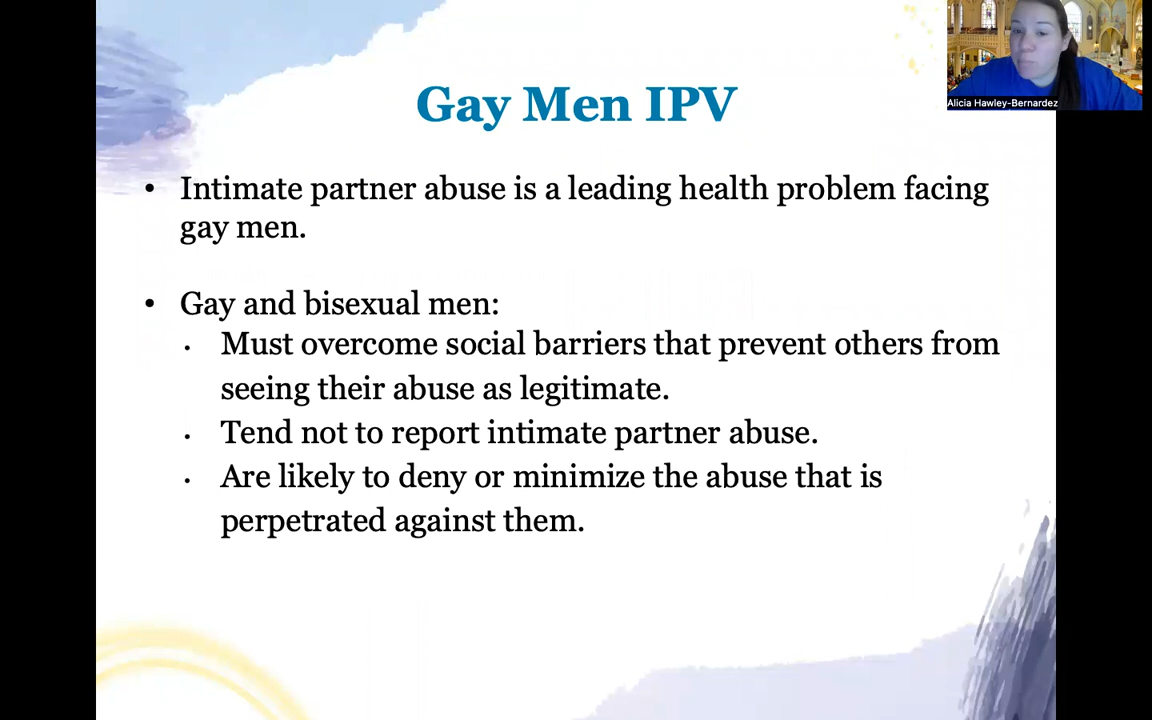 Gay Men IPV
Alicia Hawley-Bernardez
• Intimate partner abuse is a leading health problem facing
gay men.
• Gay and bisexual men:
• Must overcome social barriers that prevent others from
seeing their abuse as legitimate.
• Tend not to report intimate partner abuse.
• Are likely to deny or minimize the abuse that is
perpetrated against them.